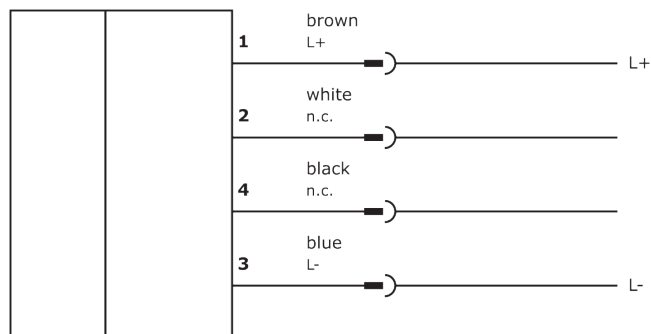 brown
1 L+
L+
white
2 n.c.
black
4 n.c.
blue
3 L-
L-